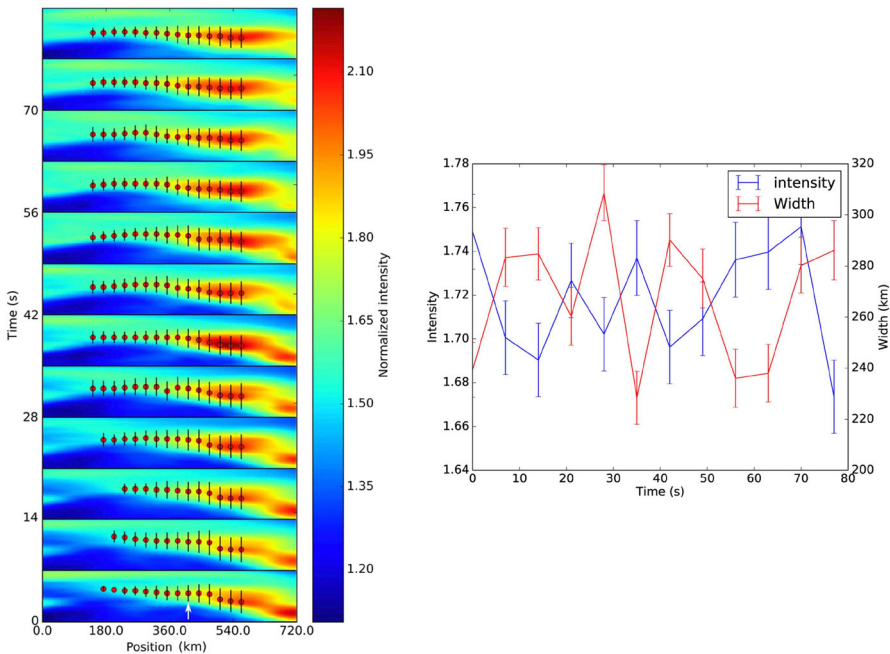 70
56
42
28
14
0
Time (s)
0.0 180.0 360.0 540.0 720.0
Position (km)
2.10
1.95
1.80
1.65
1.50
1.35
1.20
Normalized intensity
1.78
1.76
1.74
1.72
1.70
1.68
1.66
1.64
Intensity
intensity
Width
320
300
280
260
240
220
200
Width (km)
0 10 20 30 40 50 60 70 80
Time (s)